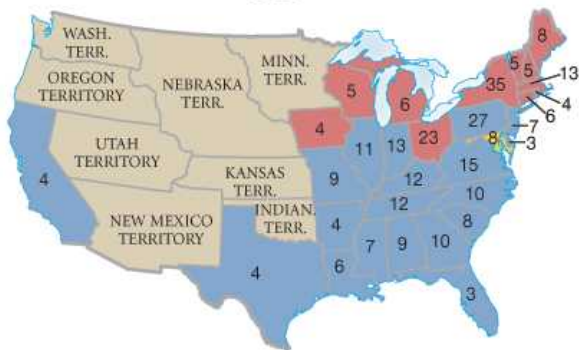 WASH.
TERR.
OREGON
TERRITORY
NEBRASKA
TERR.
MINN.
TERR.
UTAH
TERRITORY
KANSAS
TERR.
NEW MEXICO
TERRITORY
INDIAN.
TERR.
8
5
5
13
35
4
6
5
6
27
7
8
3
4
23
11
13
4
9
12
15
12
10
4
8
7
9
10
6
4
3